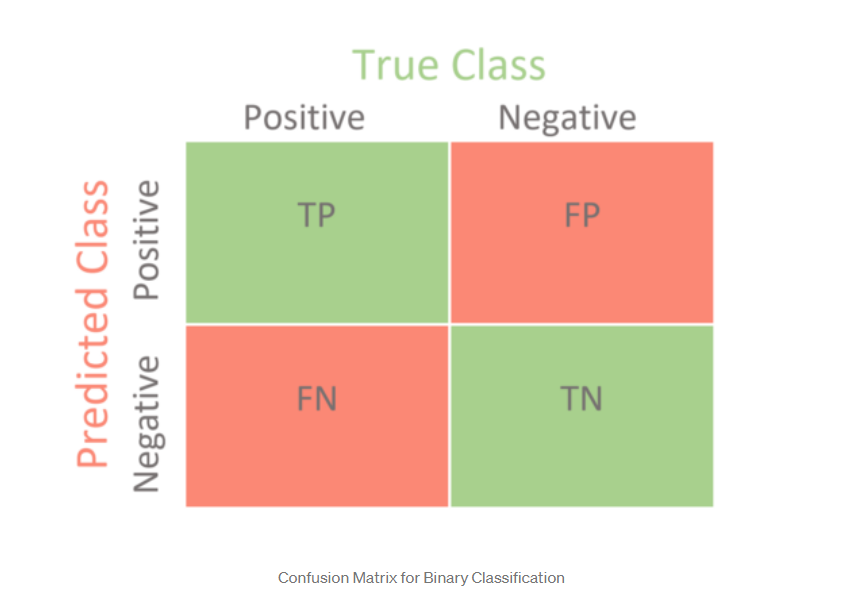 True Class
Positive Negative
Predicted Class
Positive
TP FP
Negative
FN TN
Confusion Matrix for Binary Classification